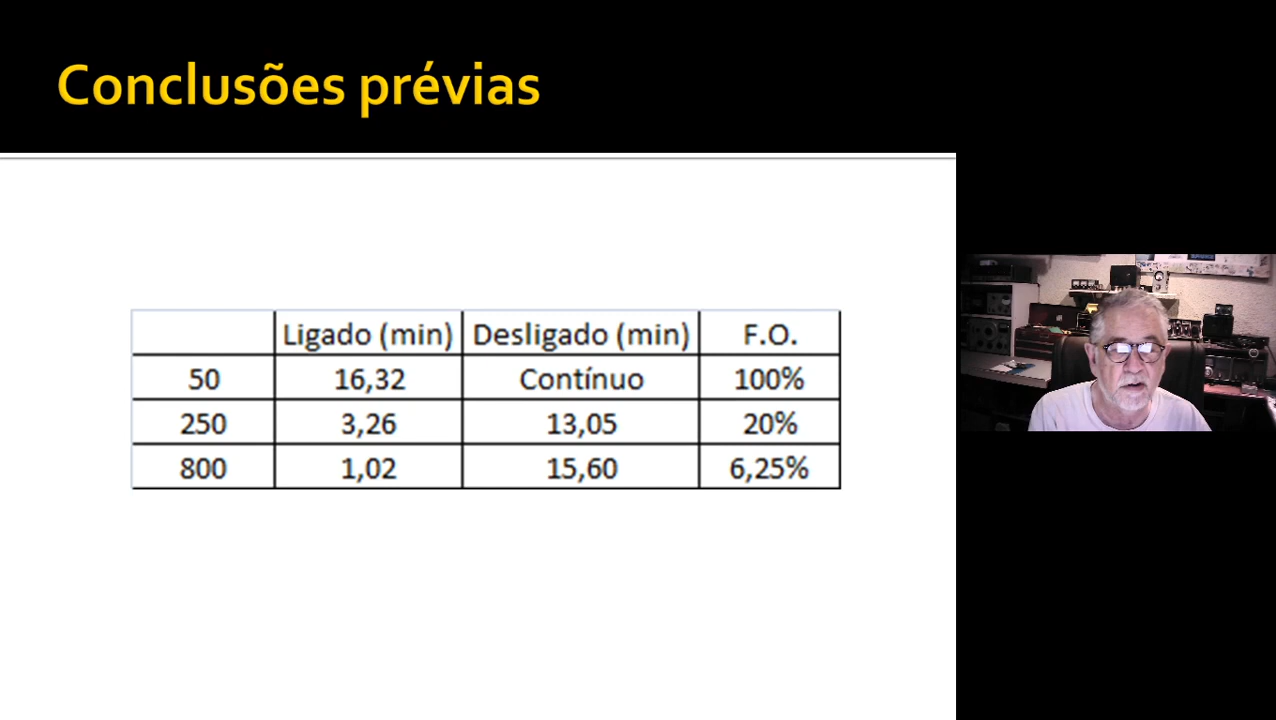 Conclusões prévias
Ligado (min) Desligado (min) F.O.
50 16,32 Contínuo 100%
250 3,26 13,05 20%
800 1,02 15,60 6,25%